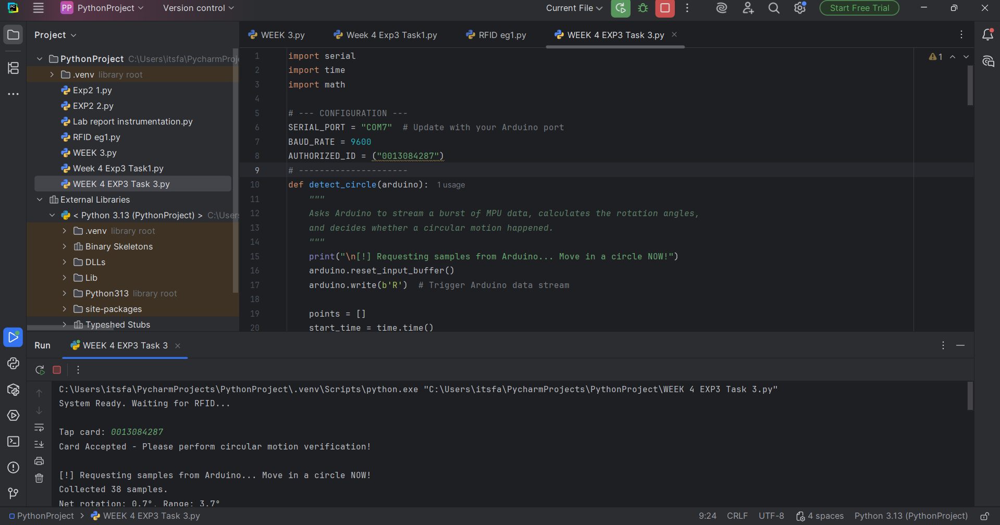 PC
PP PythonProject
Version control
Current File
Start Free Trial
Project
WEEK 3.py
Week 4 Exp3 Task1.py
RFID eg1.py
WEEK 4 EXP3 Task 3.py
PythonProject C:\Users\itsfa\PycharmProj
.venv library root
Exp2 1.py
EXP2 2.py
Lab report instrumentation.py
RFID eg1.py
WEEK 3.py
Week 4 Exp3 Task1.py
WEEK 4 EXP3 Task 3.py
External Libraries
< Python 3.13 (PythonProject) > C:\User
.venv library root
Binary Skeletons
DLLs
Lib
Python313 library root
site-packages
Typeshed Stubs
1
1 import serial
2 import time
3 import math
4
5 # --- CONFIGURATION ---
6 SERIAL_PORT = "COM7"  # Update with your Arduino port
7 BAUD_RATE = 9600
8 AUTHORIZED_ID = ("0013084287")
9 # ---------------------
10 def detect_circle(arduino): 1 usage
11 """
12 Asks Arduino to stream a burst of MPU data, calculates the rotation angles,
13 and decides whether a circular motion happened.
14 """
15 print("\n[!] Requesting samples from Arduino... Move in a circle NOW!")
16 arduino.reset_input_buffer()
17 arduino.write(b'R')  # Trigger Arduino data stream
18
19 points = []
20 start_time = time.time()
Run
WEEK 4 EXP3 Task 3
C:\Users\itsfa\PycharmProjects\PythonProject\.venv\Scripts\python.exe "C:\Users\itsfa\PycharmProjects\PythonProject\WEEK 4 EXP3 Task 3.py"
System Ready. Waiting for RFID...
Tap card: 0013084287
Card Accepted - Please perform circular motion verification!
[!] Requesting samples from Arduino... Move in a circle NOW!
Collected 38 samples.
Net rotation: 0.7°, Range: 3.7°
PythonProject > WEEK 4 EXP3 Task 3.py
9:24 CRLF UTF-8 4 spaces Python 3.13 (PythonProject)